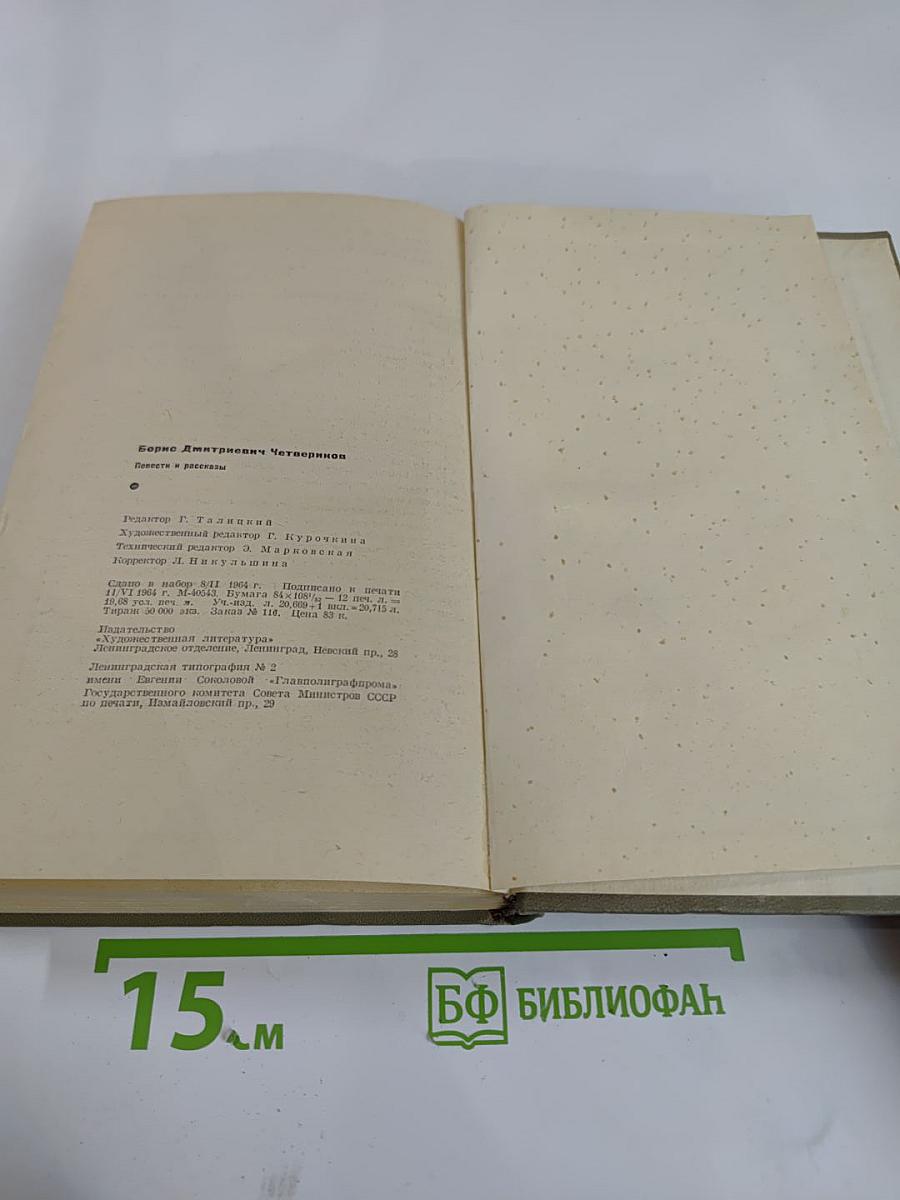 Борис Дмитриевич Четвериков
Повести и рассказы
Редактор Г. Талицкий
Художественный редактор Г. Курочкина
Технический редактор Э. Марковская
Корректор Л. Никульшина
Сдано в набор 8/II 1964 г. Подписано к печати
11/VI 1964 г. М-40543. Бумага 84×108¹/₃₂ — 12 печ. л. =
19,68 усл. печ. л. Уч.-изд. л. 20,669+1 вкл.=20,715 л.
Тираж 50 000 экз. Заказ № 116. Цена 83 к.
Издательство
«Художественная литература»
Ленинградское отделение, Ленинград, Невский пр., 28
Ленинградская типография № 2
имени Евгении Соколовой «Главполиграфпрома»
Государственного комитета Совета Министров СССР
по печати, Измайловский пр., 29
15 см
БФ БИБЛИОФАН